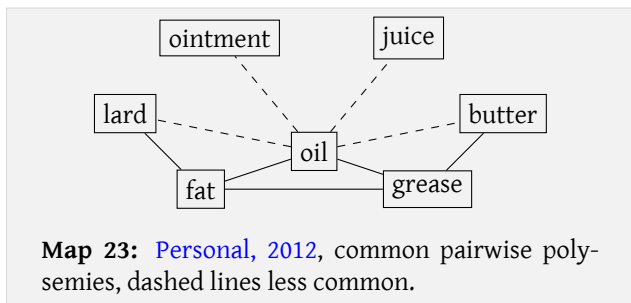 ointment juice
lard butter
oil
fat grease
Map 23: Personal, 2012, common pairwise poly-
semies, dashed lines less common.